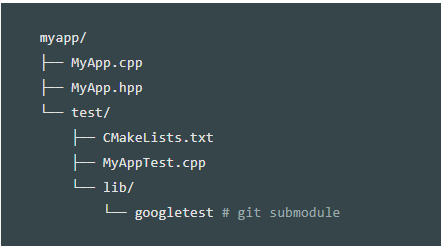 myapp/
├── MyApp.cpp
├── MyApp.hpp
└── test/
    ├── CMakeLists.txt
    ├── MyAppTest.cpp
    └── lib/
        └── googletest # git submodule